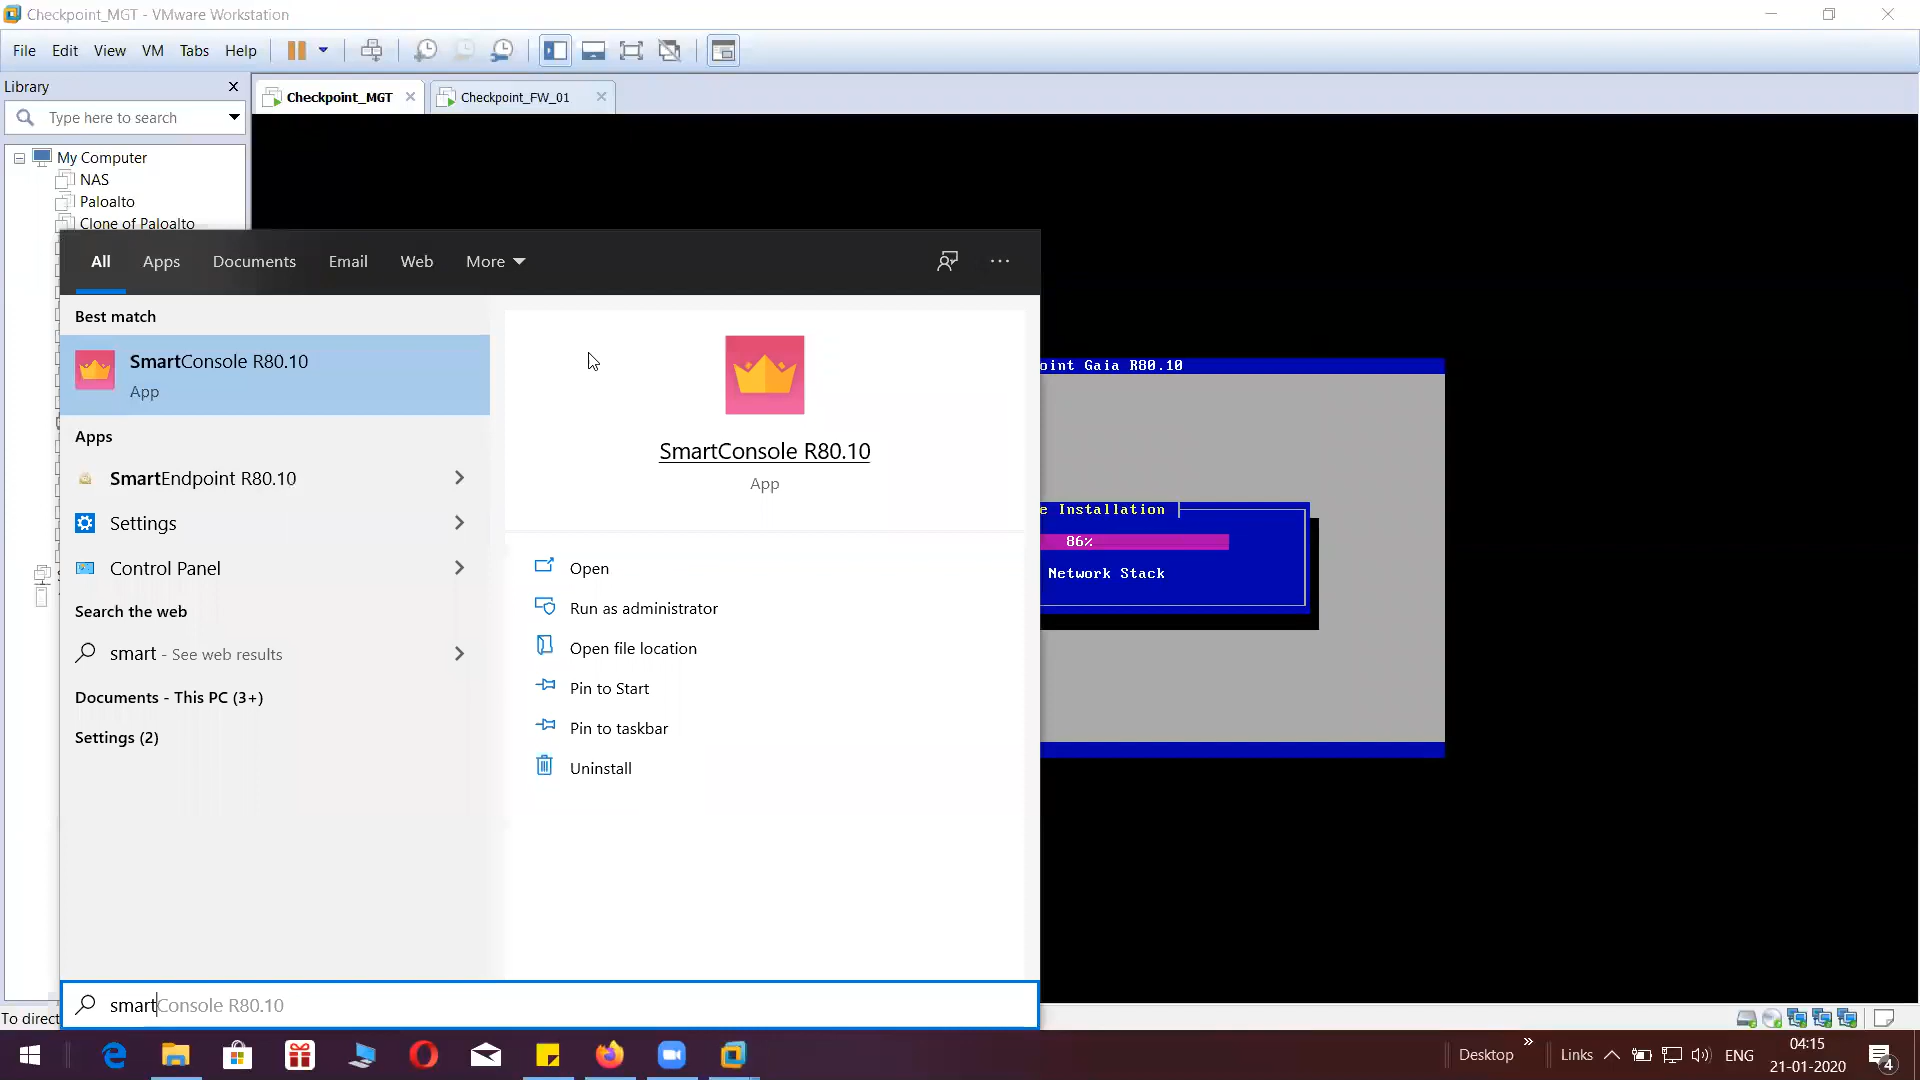 Checkpoint_MGT - VMware Workstation
File Edit View VM Tabs Help
Library
Type here to search
My Computer
NAS
Paloalto
Clone of Paloalto
Checkpoint_MGT
Checkpoint_FW_01
All Apps Documents Email Web More
Best match
SmartConsole R80.10
App
Apps
SmartEndpoint R80.10
Settings
Control Panel
Search the web
smart - See web results
Documents - This PC (3+)
Settings (2)
SmartConsole R80.10
App
Open
Run as administrator
Open file location
Pin to Start
Pin to taskbar
Uninstall
smartConsole R80.10
oint Gaia R80.10
e Installation
86%
Network Stack
To direct
Desktop
Links
ENG
04:15
21-01-2020
4